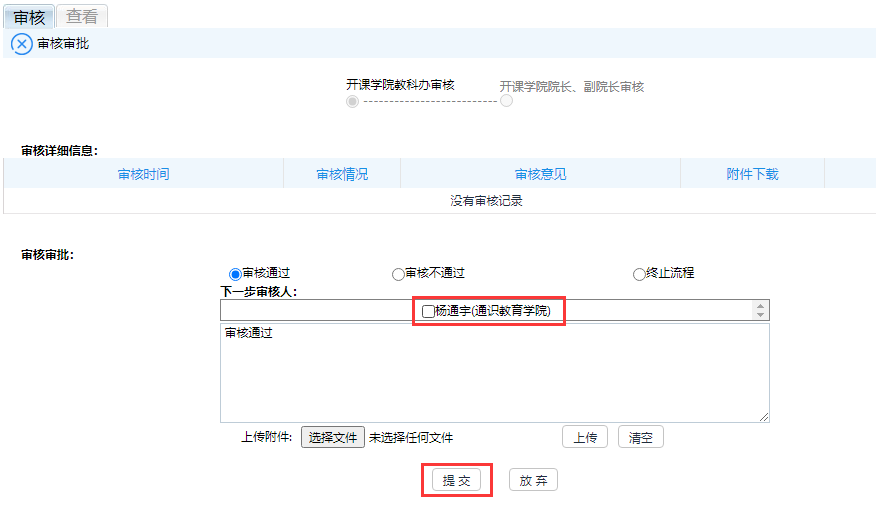 审核 查看
审核审批
开课学院教科办审核 开课学院院长、副院长审核
审核详细信息：
审核时间 审核情况 审核意见 附件下载
没有审核记录
审核审批：
审核通过 审核不通过 终止流程
下一步审核人：
杨通宇(通识教育学院)
审核通过
上传附件: 选择文件 未选择任何文件 上传 清空
提 交 放 弃